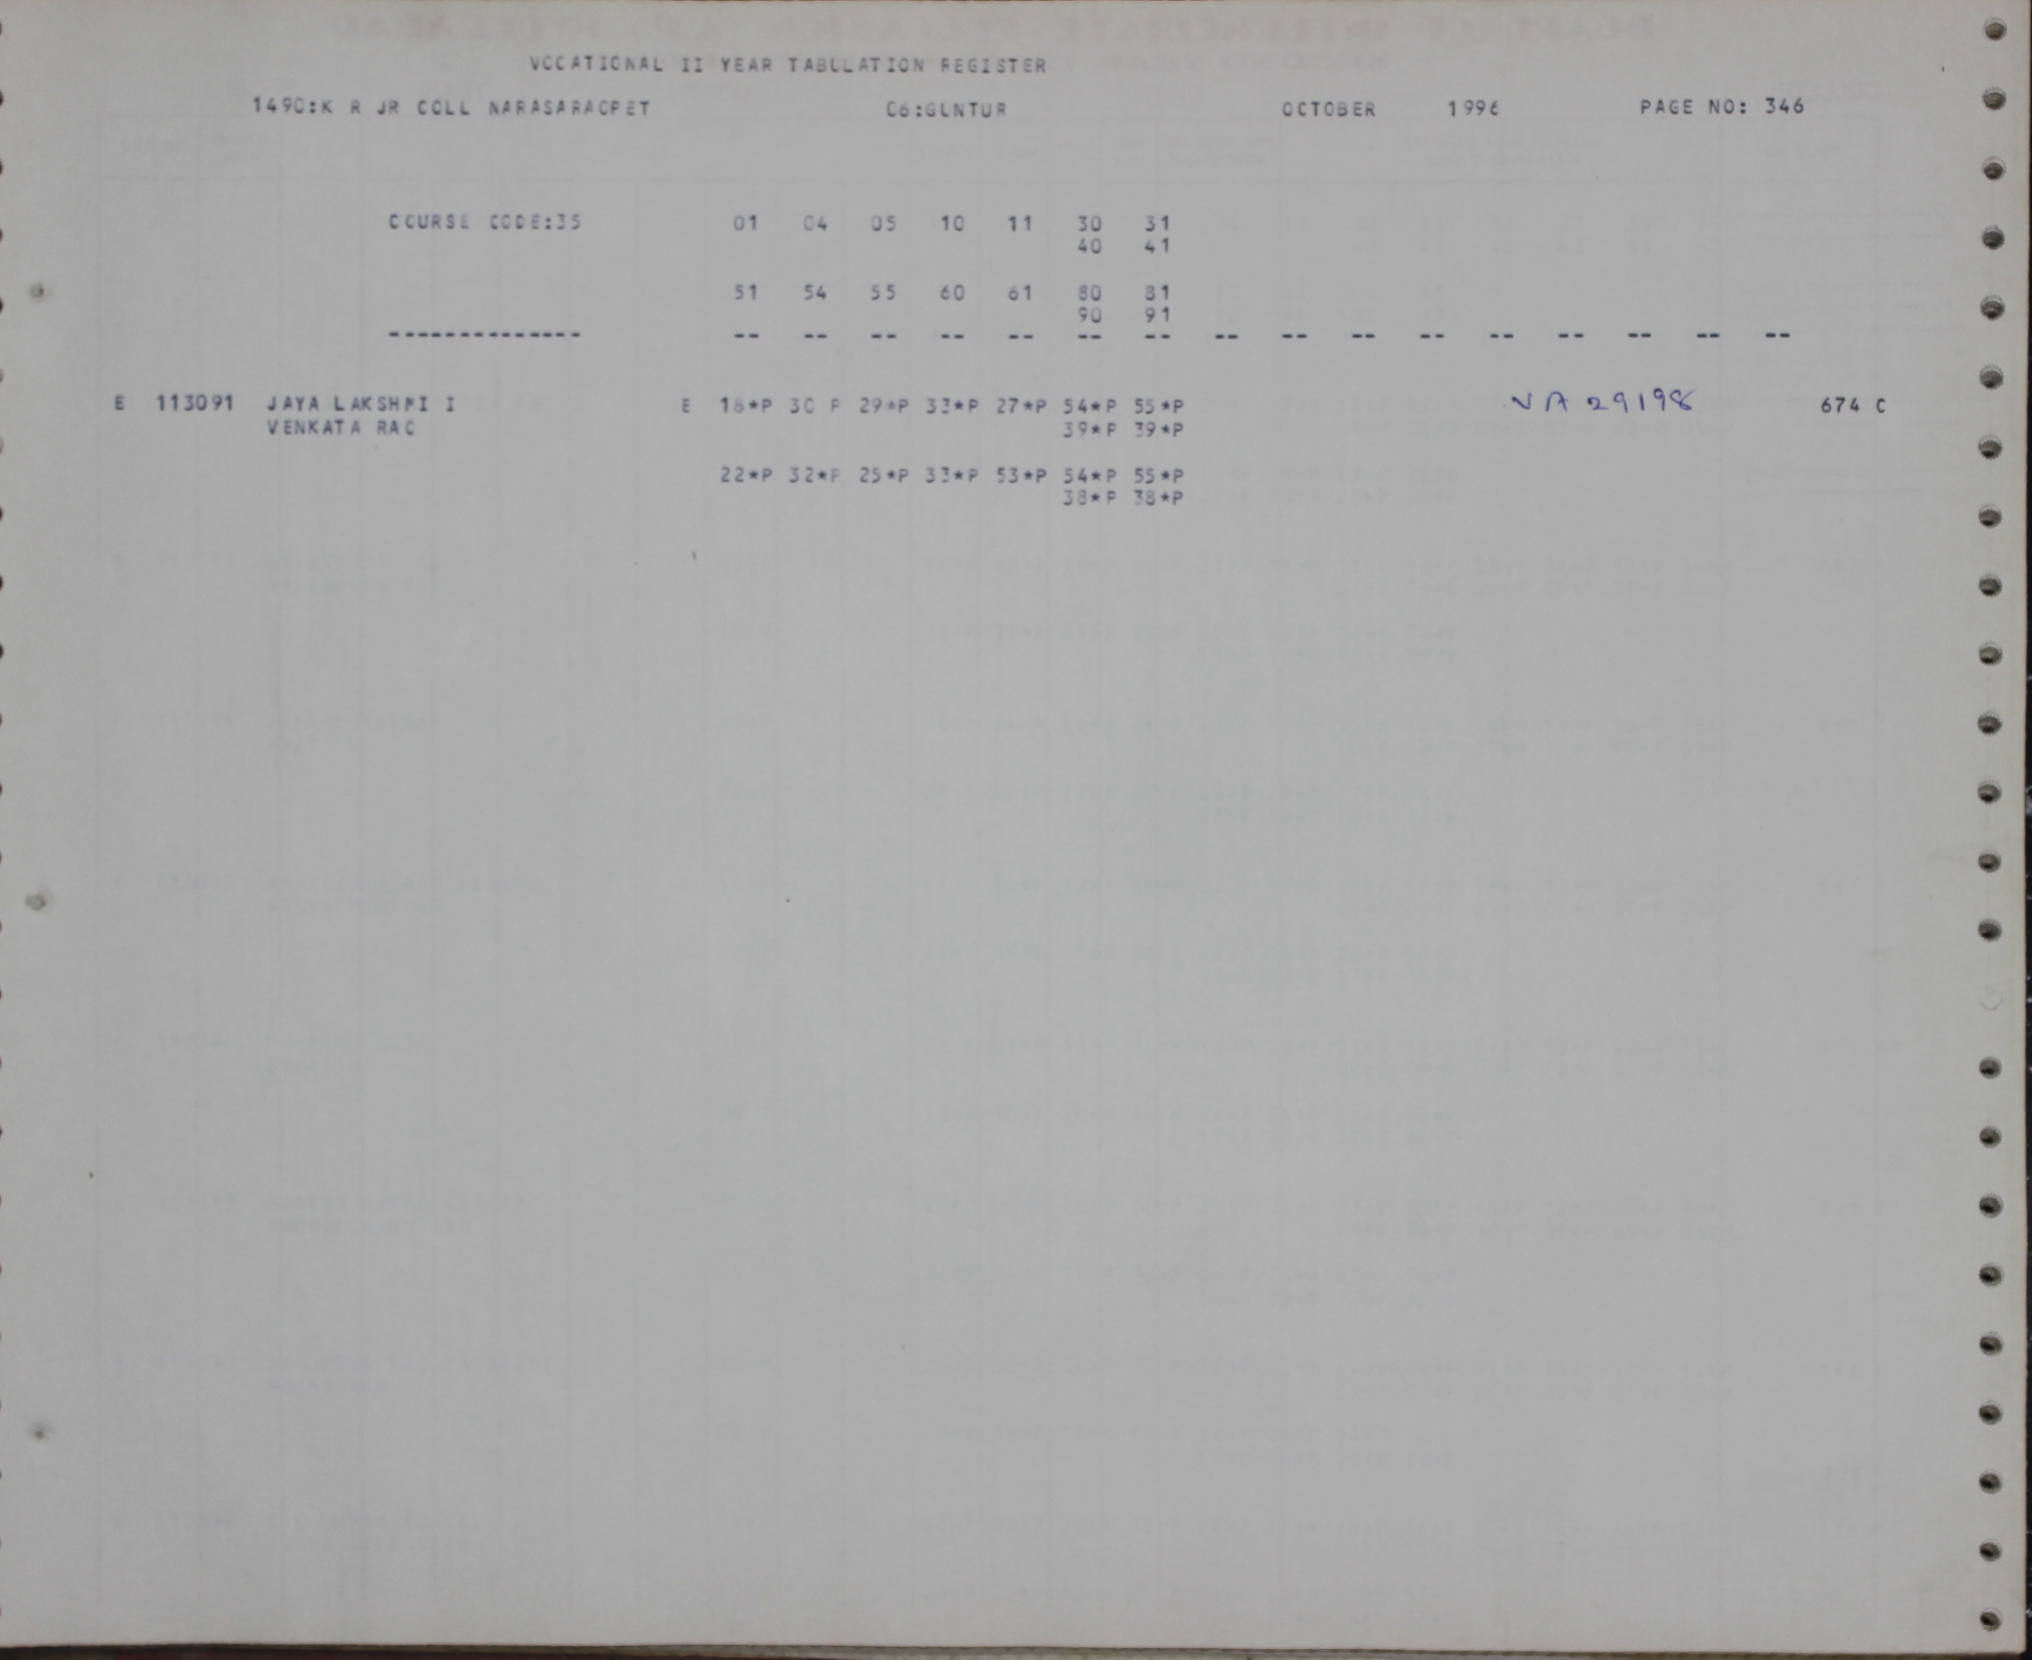 VOCATIONAL II YEAR TABULATION REGISTER
1490:K R JR COLL NARASARAOPET 06:GUNTUR OCTOBER 1996 PAGE NO: 346
COURSE CODE:35 01 04 05 10 11 30 31
40 41
51 54 55 60 61 80 81
90 91
-------------- -- -- -- -- -- -- -- -- -- -- -- -- -- -- -- --
E 113091 JAYA LAKSHMI I E 18*P 30 P 29*P 33*P 27*P 54*P 55*P VA 29198 674 C
VENKATA RAO 39*P 39*P
22*P 32*P 25*P 33*P 53*P 54*P 55*P
38*P 38*P